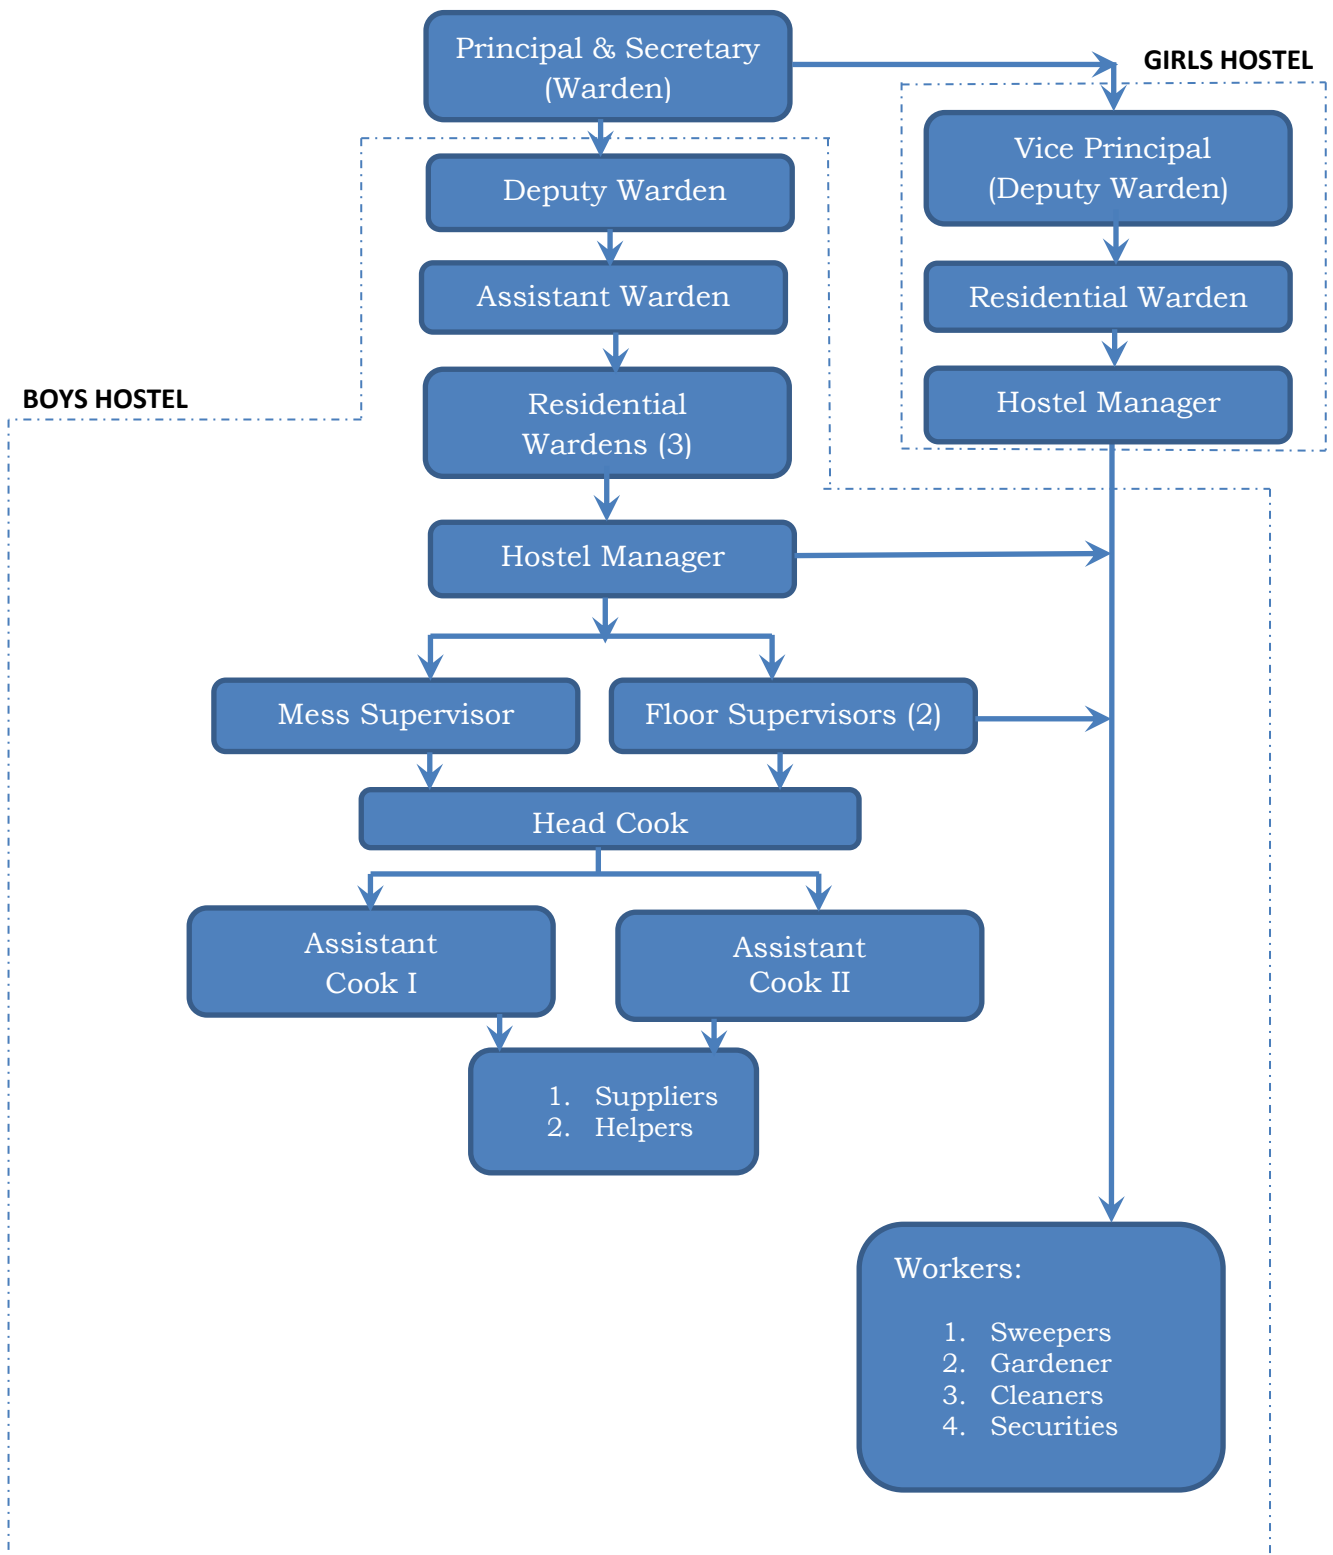 Principal & Secretary
(Warden)
GIRLS HOSTEL
Vice Principal
(Deputy Warden)
Deputy Warden
Assistant Warden
Residential Warden
BOYS HOSTEL
Residential
Wardens (3)
Hostel Manager
Hostel Manager
Mess Supervisor
Floor Supervisors (2)
Head Cook
Assistant
Cook I
Assistant
Cook II
1. Suppliers
2. Helpers
Workers:
1. Sweepers
2. Gardener
3. Cleaners
4. Securities